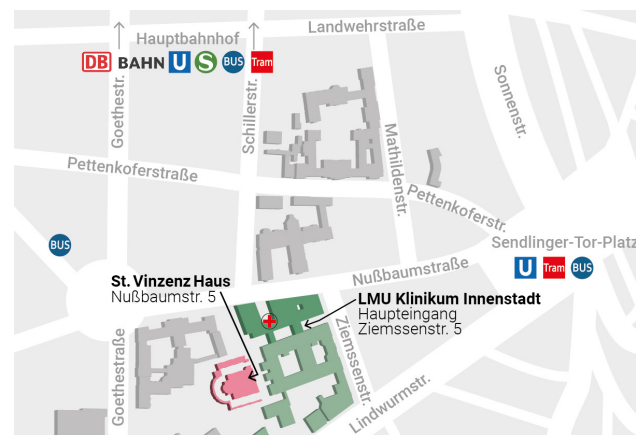 Landwehrstraße
Hauptbahnhof
DB BAHN U S BUS Tram
Goethestr.
Schillerstr.
Sonnenstr.
Mathildenstr.
Pettenkoferstraße
Pettenkoferstr.
BUS
Sendlinger-Tor-Platz
U Tram BUS
Nußbaumstraße
St. Vinzenz Haus
Nußbaumstr. 5
LMU Klinikum Innenstadt
Haupteingang
Ziemssenstr. 5
Ziemssenstr.
Goethestraße
Lindwurmstr.